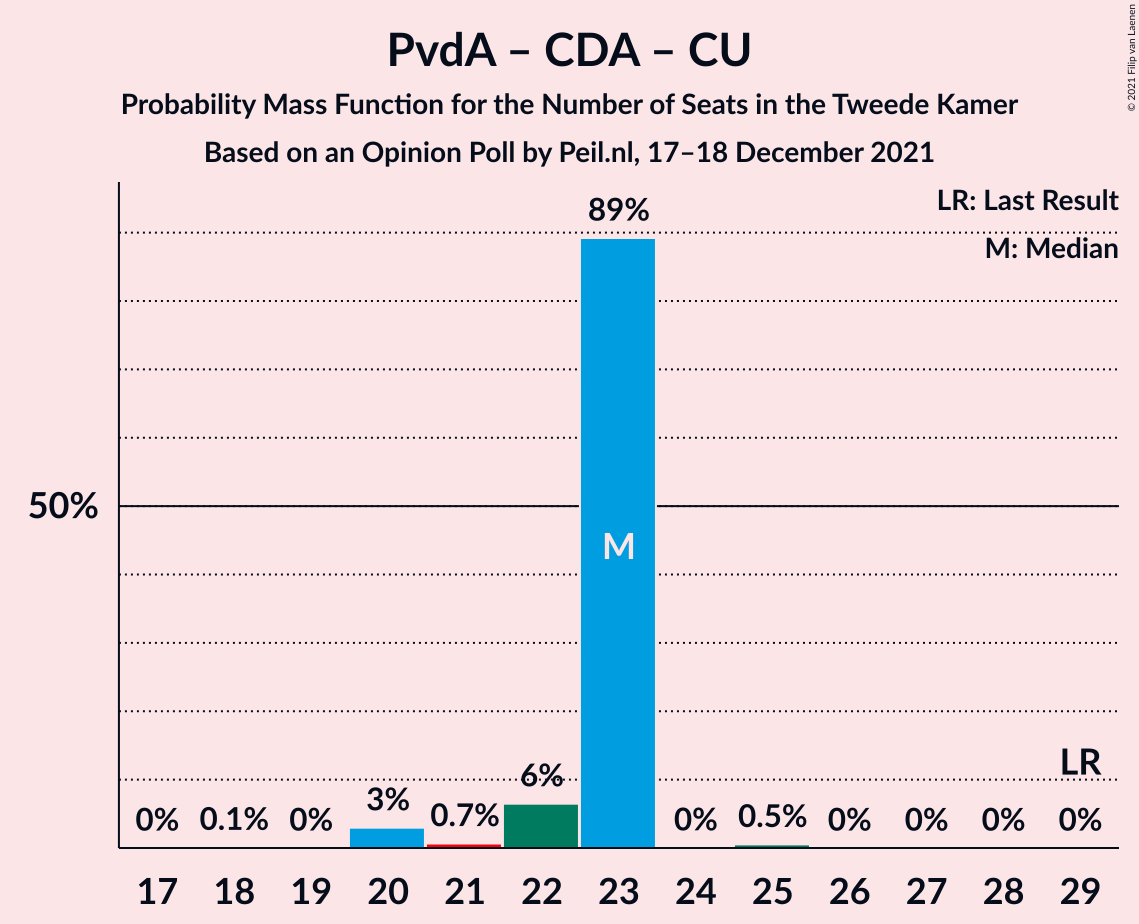 PvdA – CDA – CU
Probability Mass Function for the Number of Seats in the Tweede Kamer
Based on an Opinion Poll by Peil.nl, 17–18 December 2021
© 2021 Filip van Laenen
LR: Last Result
M: Median
89%
50%
M
LR
0% 0.1% 0% 3% 0.7% 6% 0% 0.5% 0% 0% 0% 0%
17 18 19 20 21 22 23 24 25 26 27 28 29